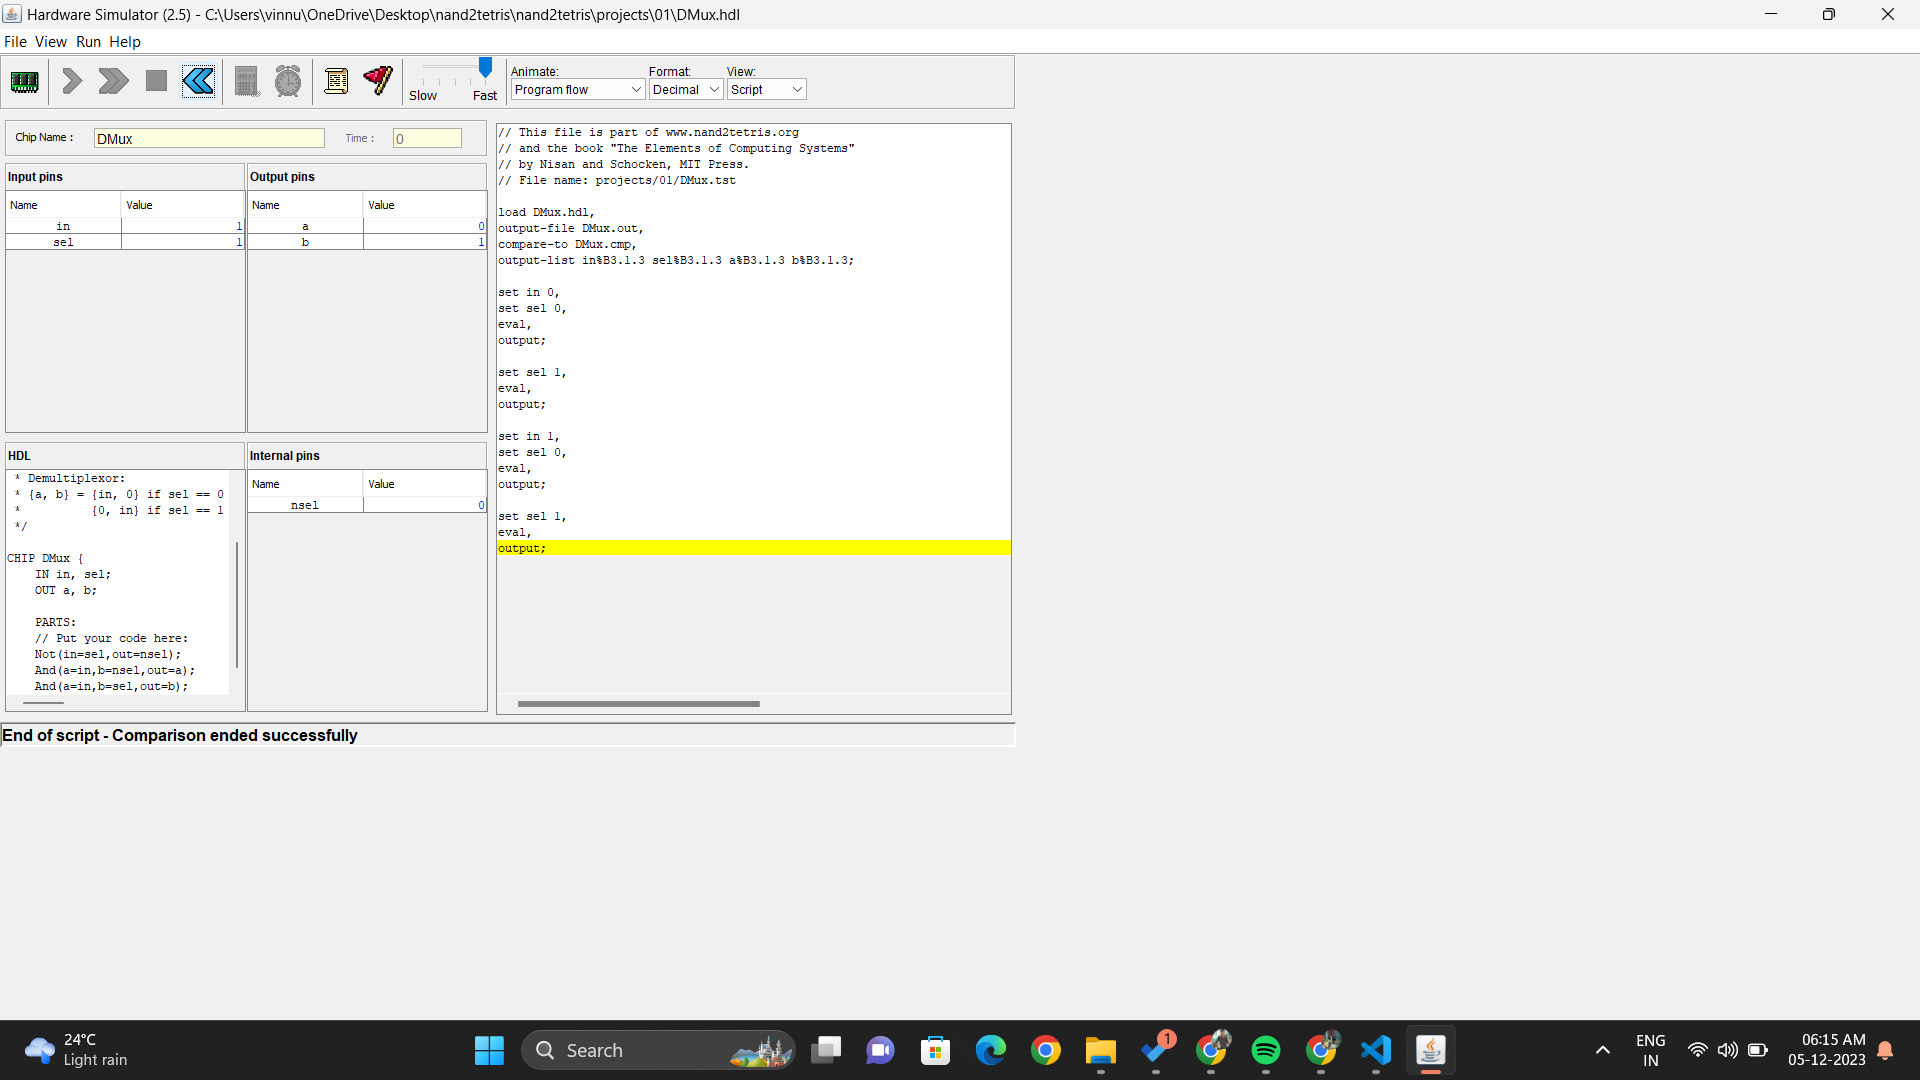 Hardware Simulator (2.5) - C:\Users\vinnu\OneDrive\Desktop\nand2tetris\nand2tetris\projects\01\DMux.hdl
File View Run Help
Slow Fast
Animate: Format: View:
Program flow Decimal Script
Chip Name : DMux Time : 0
Input pins
Name Value
in 1
sel 1
Output pins
Name Value
a 0
b 1
HDL
* Demultiplexor:
* {a, b} = {in, 0} if sel == 0
* {0, in} if sel == 1
*/
CHIP DMux {
IN in, sel;
OUT a, b;
PARTS:
// Put your code here:
Not(in=sel,out=nsel);
And(a=in,b=nsel,out=a);
And(a=in,b=sel,out=b);
Internal pins
Name Value
nsel 0
// This file is part of www.nand2tetris.org
// and the book "The Elements of Computing Systems"
// by Nisan and Schocken, MIT Press.
// File name: projects/01/DMux.tst
load DMux.hdl,
output-file DMux.out,
compare-to DMux.cmp,
output-list in%B3.1.3 sel%B3.1.3 a%B3.1.3 b%B3.1.3;
set in 0,
set sel 0,
eval,
output;
set sel 1,
eval,
output;
set in 1,
set sel 0,
eval,
output;
set sel 1,
eval,
output;
End of script - Comparison ended successfully
24°C
Light rain
Search
1
ENG
IN
06:15 AM
05-12-2023